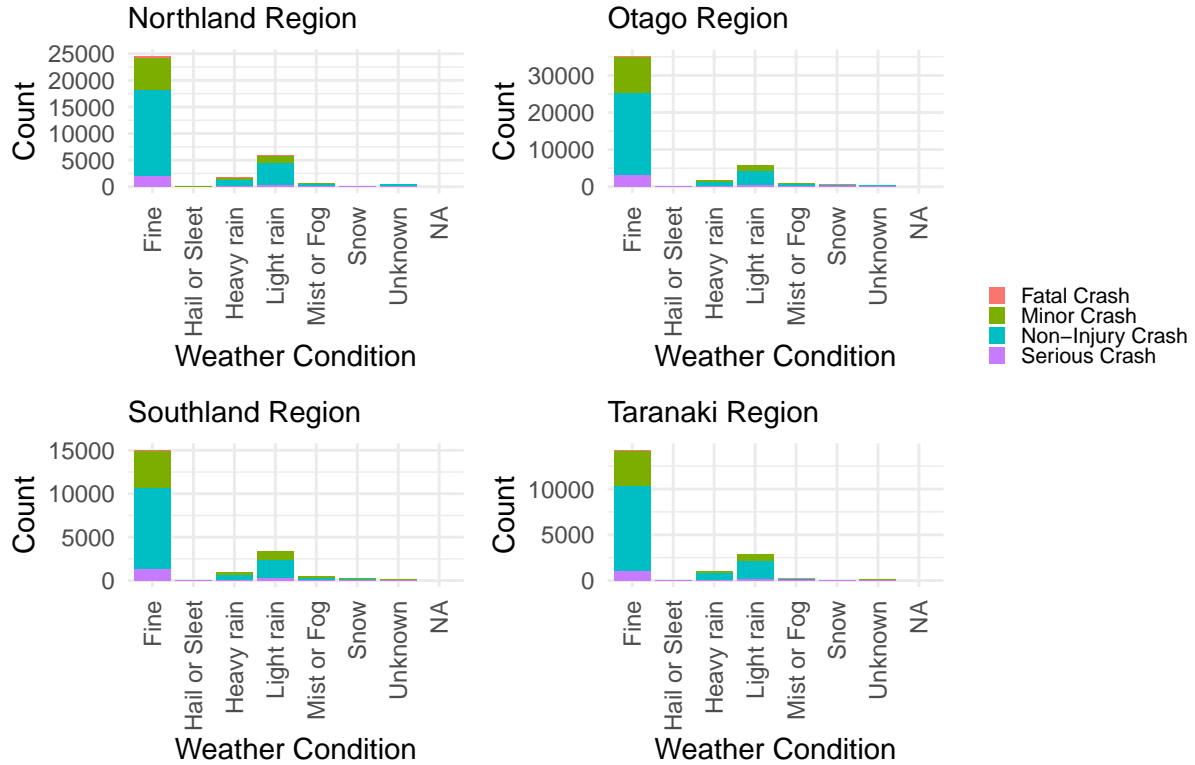 Northland Region
Count
25000
20000
15000
10000
5000
0
Fine
Hail or Sleet
Heavy rain
Light rain
Mist or Fog
Snow
Unknown
NA
Weather Condition
Otago Region
Count
30000
20000
10000
0
Fine
Hail or Sleet
Heavy rain
Light rain
Mist or Fog
Snow
Unknown
NA
Weather Condition
Fatal Crash
Minor Crash
Non−Injury Crash
Serious Crash
Southland Region
Count
15000
10000
5000
0
Fine
Hail or Sleet
Heavy rain
Light rain
Mist or Fog
Snow
Unknown
NA
Weather Condition
Taranaki Region
Count
10000
5000
0
Fine
Hail or Sleet
Heavy rain
Light rain
Mist or Fog
Snow
Unknown
NA
Weather Condition